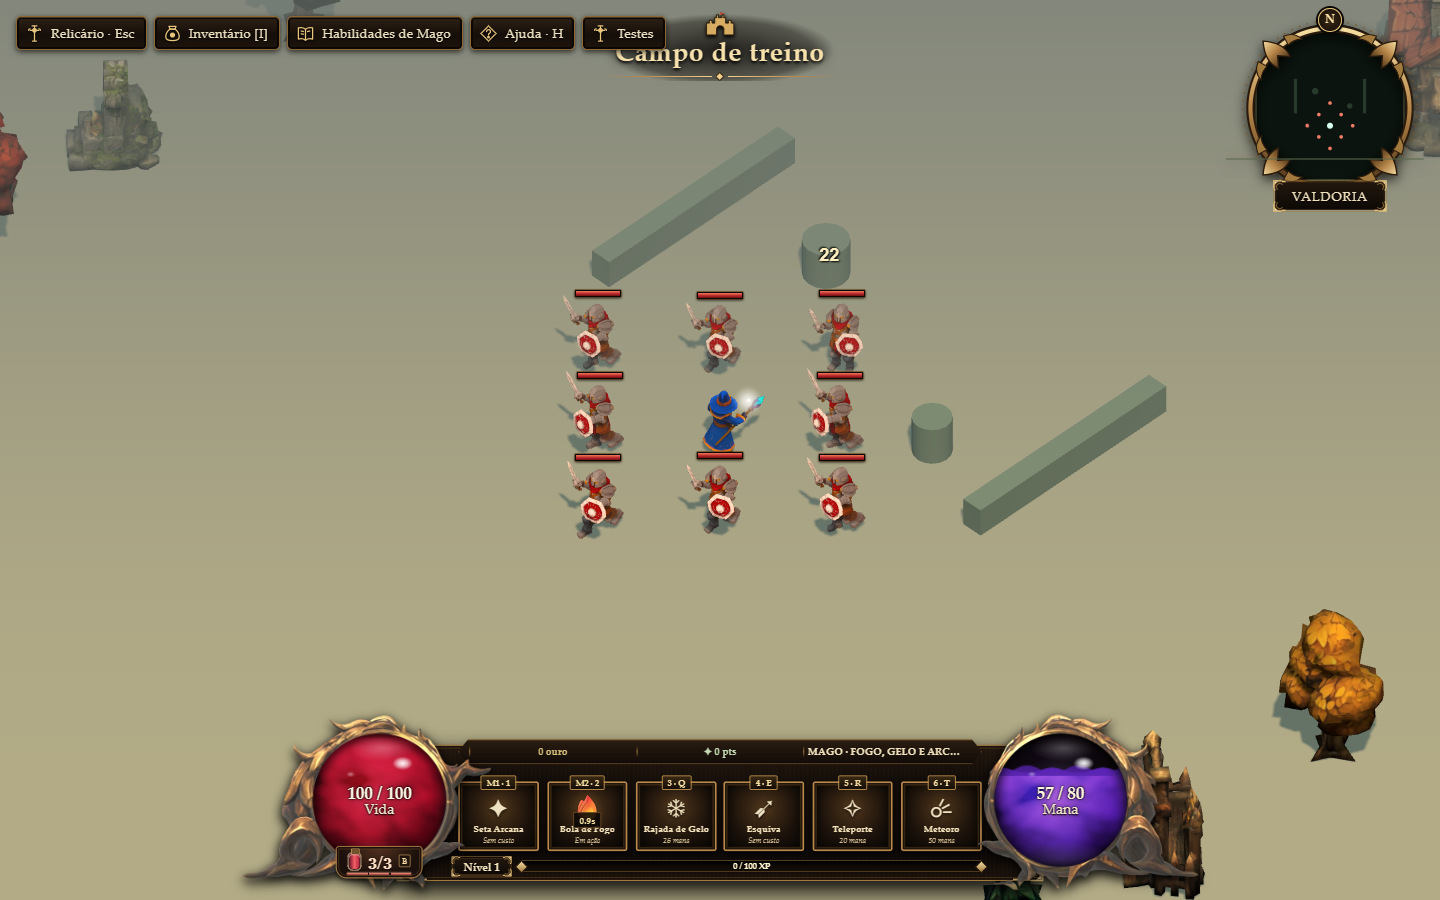 Relicário · Esc
Inventário [I]
Habilidades de Mago
Ajuda · H
Testes
Campo de treino
N
VALDORIA
22
0 ouro
0 pts
MAGO · FOGO, GELO E ARC...
100 / 100
Vida
57 / 80
Mana
M1 · 1
Seta Arcana
Sem custo
M2 · 2
0.9s
Bola de Fogo
Em ação
3 · Q
Rajada de Gelo
26 mana
4 · E
Esquiva
Sem custo
5 · R
Teleporte
20 mana
6 · T
Meteoro
50 mana
3/3
B
Nível 1
0 / 100 XP